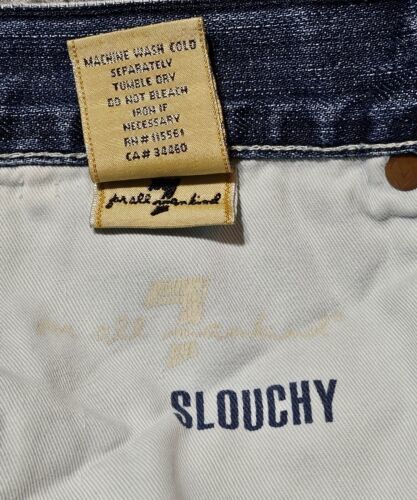 MACHINE WASH COLD
SEPARATELY
TUMBLE DRY
DO NOT BLEACH
IRON IF
NECESSARY
RN# 115561
CA# 34460
7
for all mankind
7
for all mankind
SLOUCHY